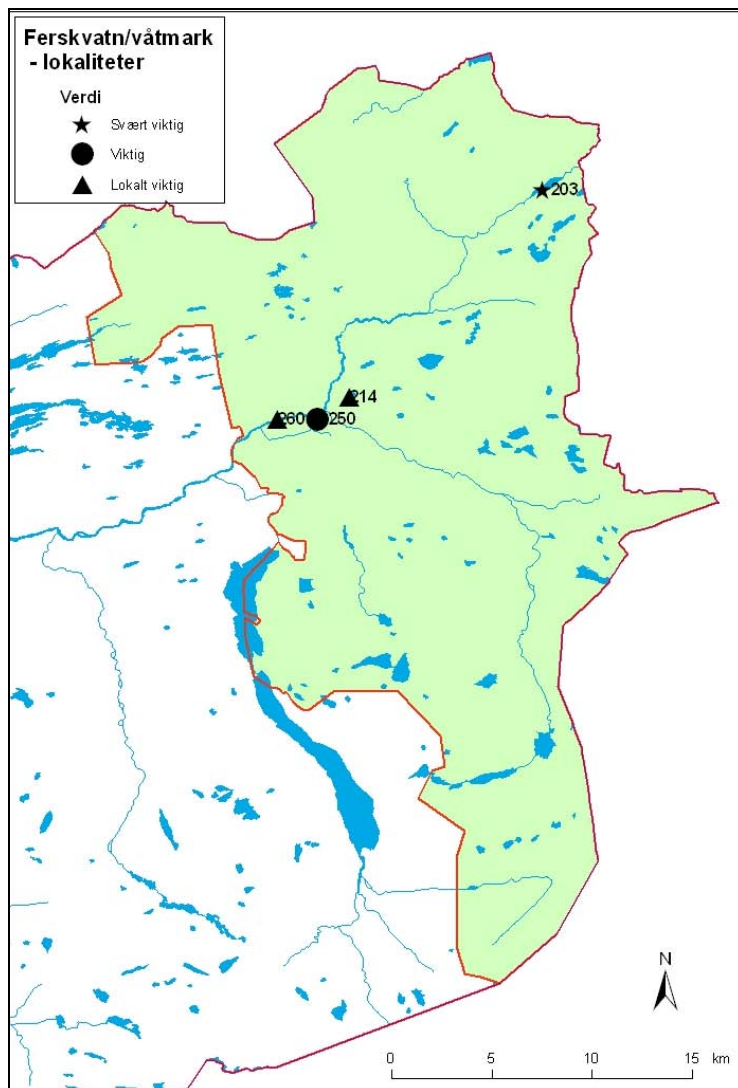 Ferskvatn/våtmark
- lokaliteter
Verdi
Svært viktig
Viktig
Lokalt viktig
203
214
260
250
N
0 5 10 15 km